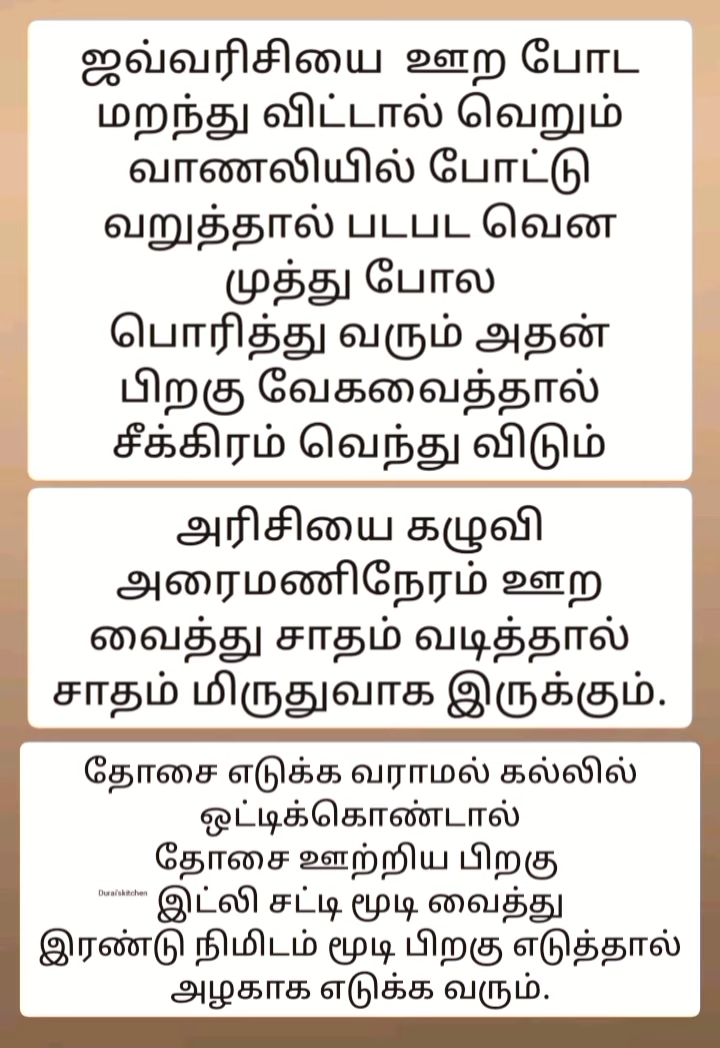 ஜவ்வரிசியை ஊற போட
மறந்து விட்டால் வெறும்
வாணலியில் போட்டு
வறுத்தால் படபட வென
முத்து போல
பொரித்து வரும் அதன்
பிறகு வேகவைத்தால்
சீக்கிரம் வெந்து விடும்
அரிசியை கழுவி
அரைமணிநேரம் ஊற
வைத்து சாதம் வடித்தால்
சாதம் மிருதுவாக இருக்கும்.
தோசை எடுக்க வராமல் கல்லில்
ஒட்டிக்கொண்டால்
தோசை ஊற்றிய பிறகு
Durai'skitchen
இட்லி சட்டி மூடி வைத்து
இரண்டு நிமிடம் மூடி பிறகு எடுத்தால்
அழகாக எடுக்க வரும்.